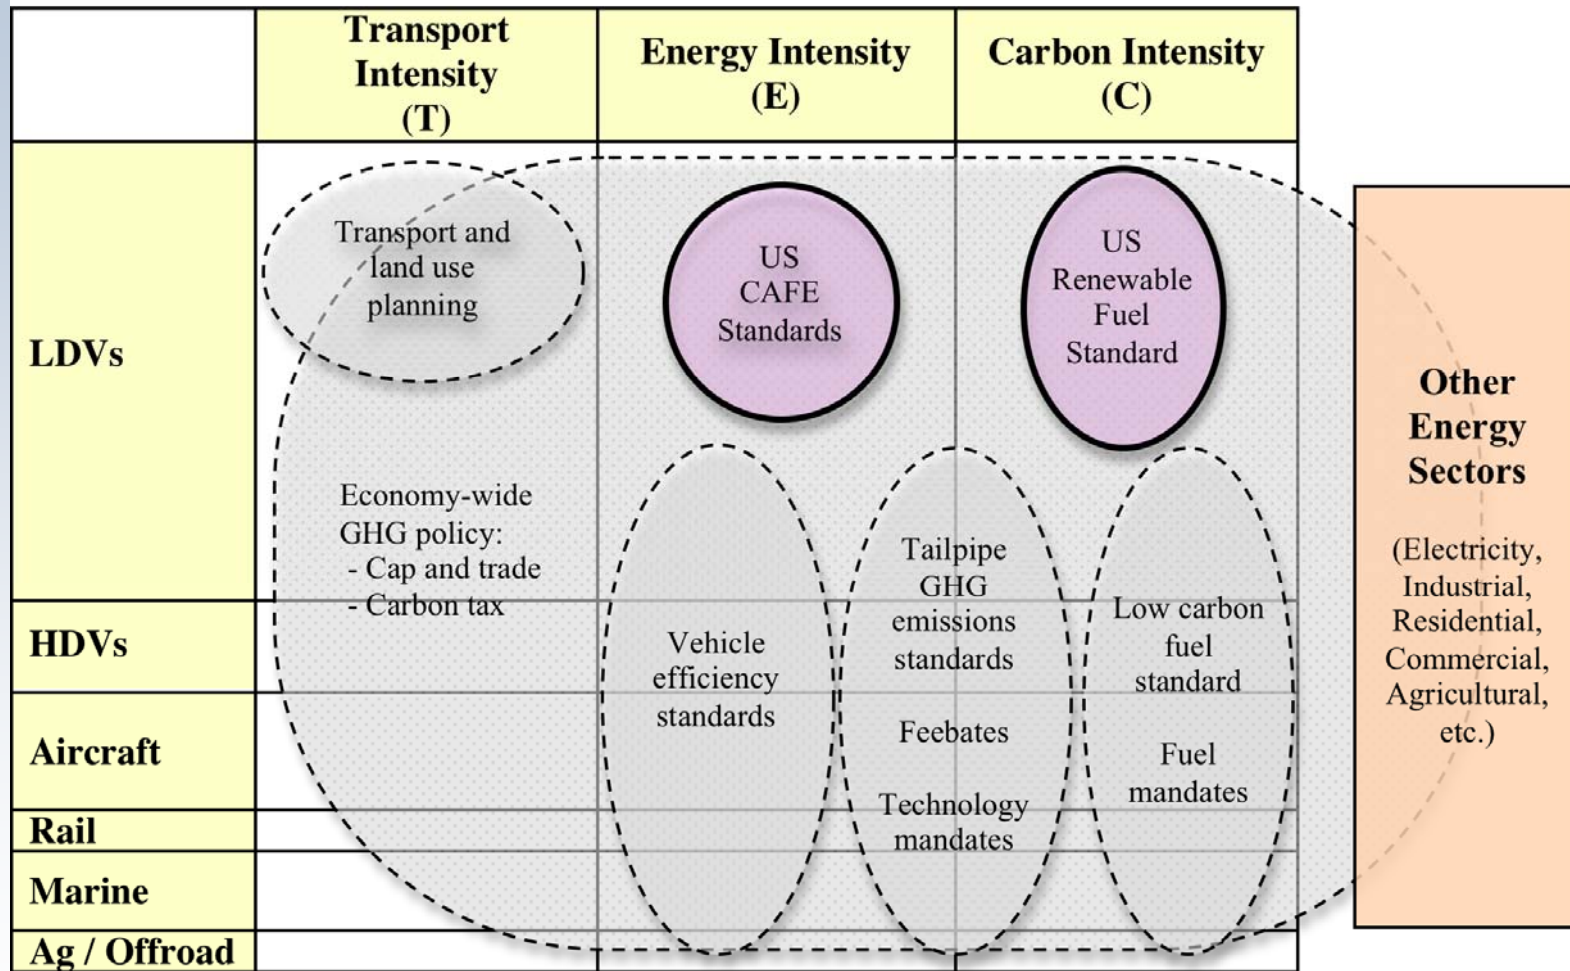 Transport
Intensity
(T)
Energy Intensity
(E)
Carbon Intensity
(C)
LDVs
Transport and
land use
planning
US
CAFE
Standards
US
Renewable
Fuel
Standard
Economy-wide
GHG policy:
- Cap and trade
- Carbon tax
HDVs
Aircraft
Rail
Marine
Ag / Offroad
Vehicle
efficiency
standards
Tailpipe
GHG
emissions
standards
Feebates
Technology
mandates
Low carbon
fuel
standard
Fuel
mandates
Other
Energy
Sectors
(Electricity,
Industrial,
Residential,
Commercial,
Agricultural,
etc.)